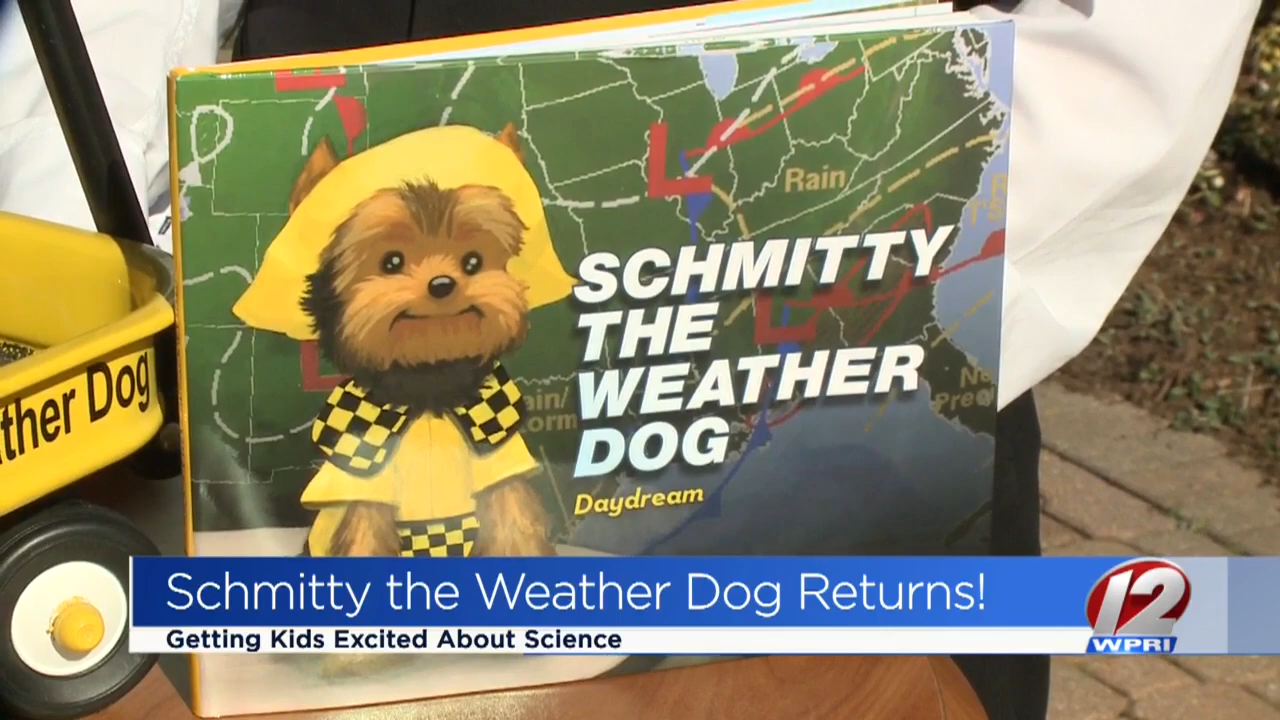 Rain
SCHMITTY
THE
WEATHER
DOG
Daydream
ther Dog
Schmitty the Weather Dog Returns!
Getting Kids Excited About Science
12
WPRI